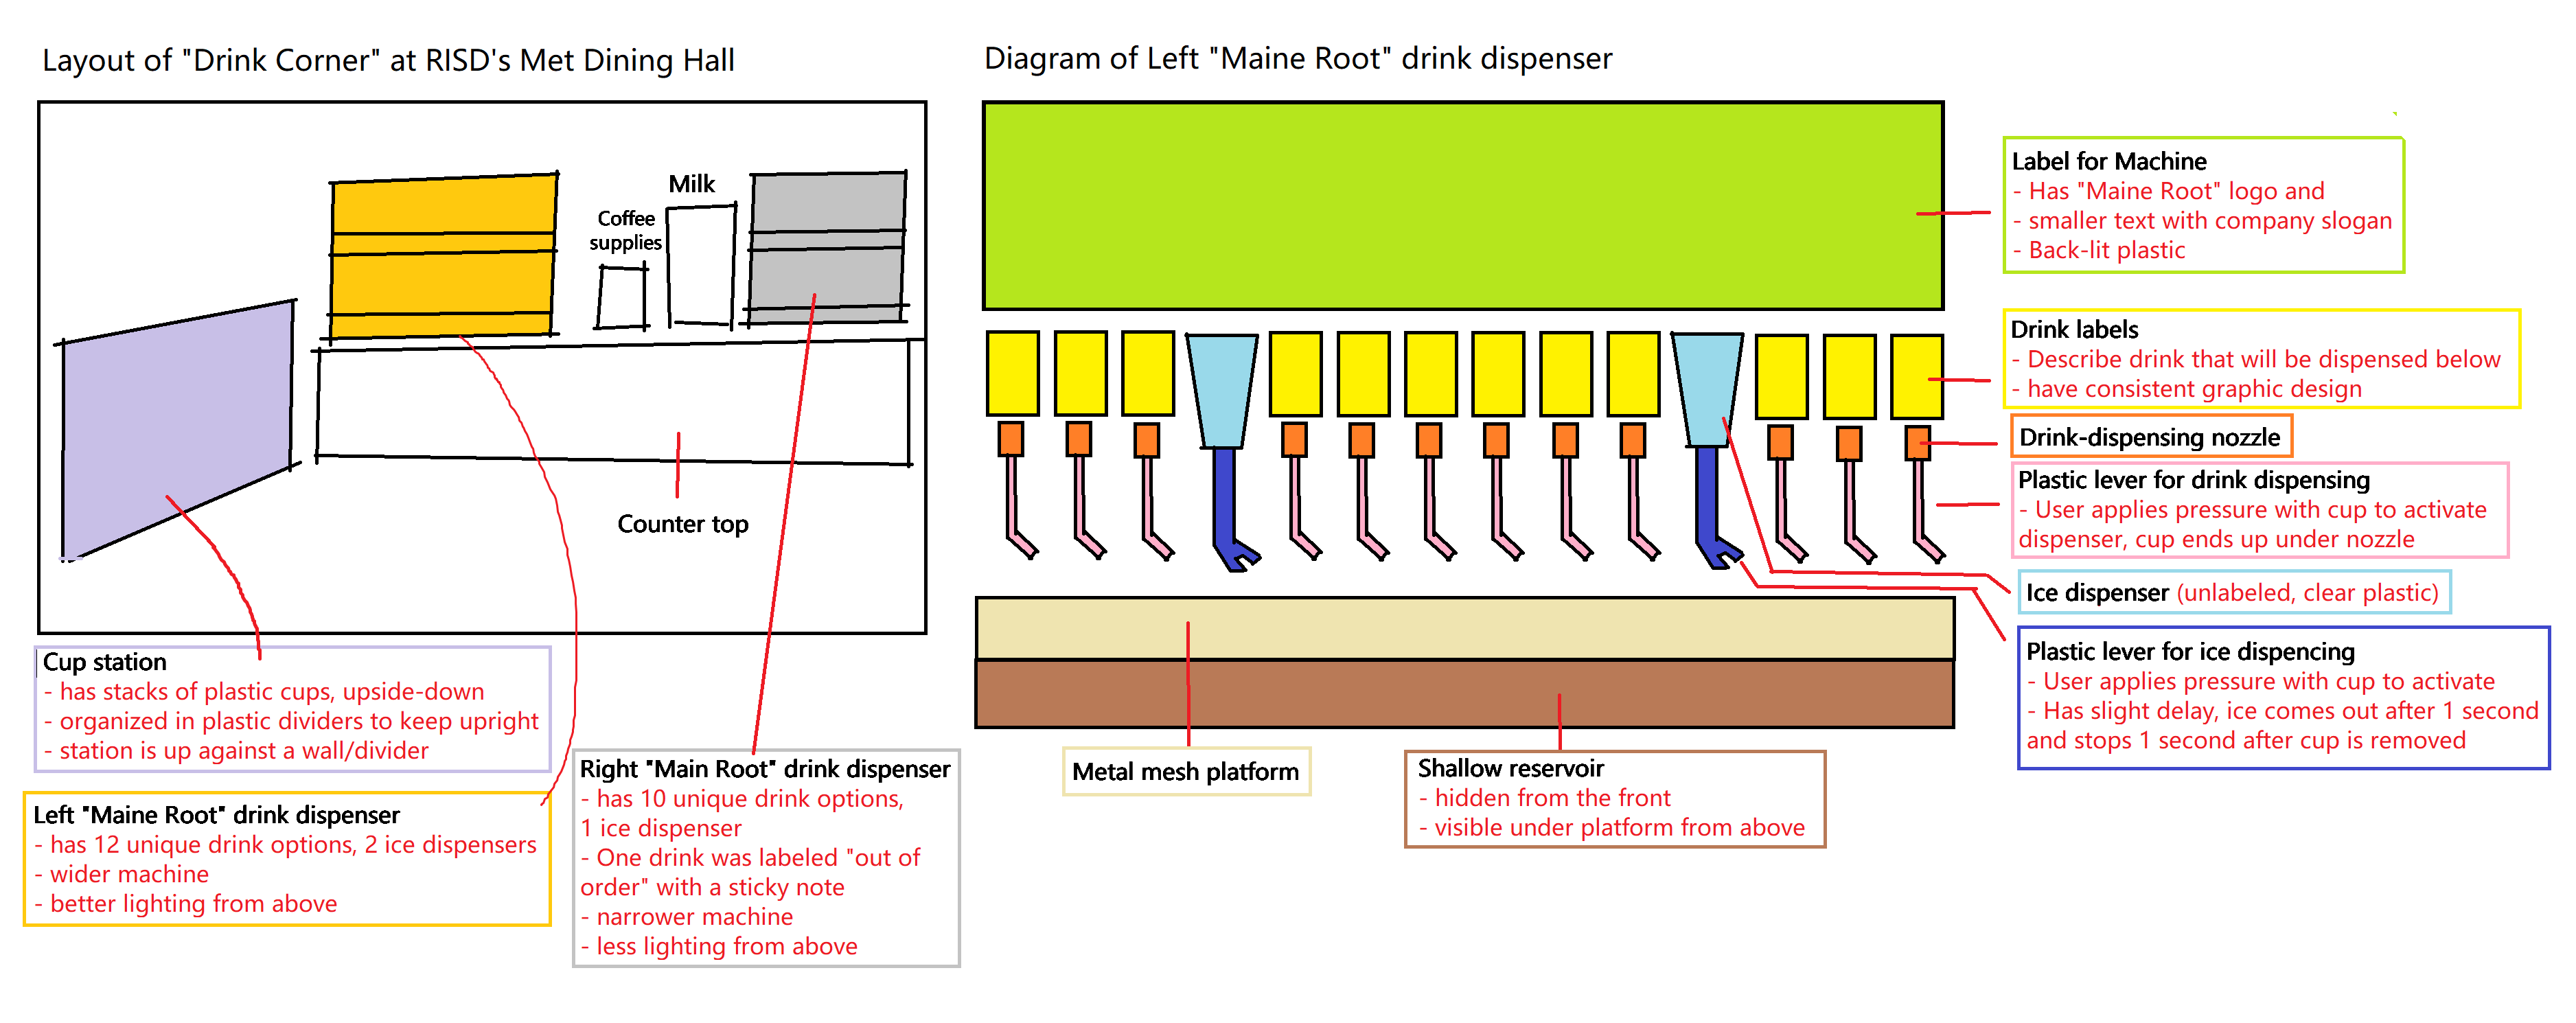 Layout of "Drink Corner" at RISD's Met Dining Hall
Milk
Coffee
supplies
Counter top
Cup station
- has stacks of plastic cups, upside-down
- organized in plastic dividers to keep upright
- station is up against a wall/divider
Left "Maine Root" drink dispenser
- has 12 unique drink options, 2 ice dispensers
- wider machine
- better lighting from above
Right "Main Root" drink dispenser
- has 10 unique drink options,
1 ice dispenser
- One drink was labeled "out of
order" with a sticky note
- narrower machine
- less lighting from above
Diagram of Left "Maine Root" drink dispenser
Label for Machine
- Has "Maine Root" logo and
- smaller text with company slogan
- Back-lit plastic
Drink labels
- Describe drink that will be dispensed below
- have consistent graphic design
Drink-dispensing nozzle
Plastic lever for drink dispensing
- User applies pressure with cup to activate
dispenser, cup ends up under nozzle
Ice dispenser (unlabeled, clear plastic)
Plastic lever for ice dispencing
- User applies pressure with cup to activate
- Has slight delay, ice comes out after 1 second
and stops 1 second after cup is removed
Metal mesh platform
Shallow reservoir
- hidden from the front
- visible under platform from above